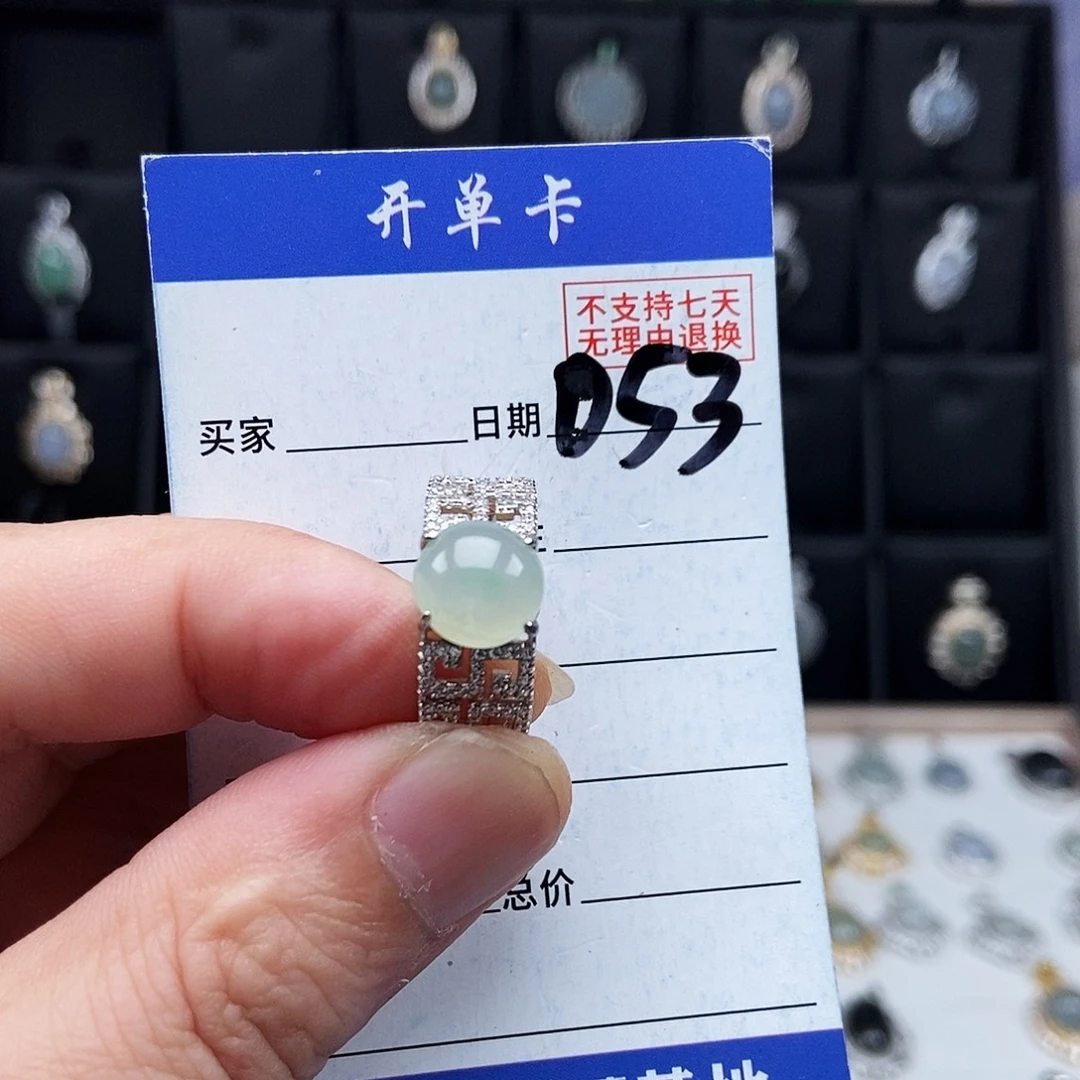 开单卡
不支持七天
无理由退换
买家 日期 D53
总价